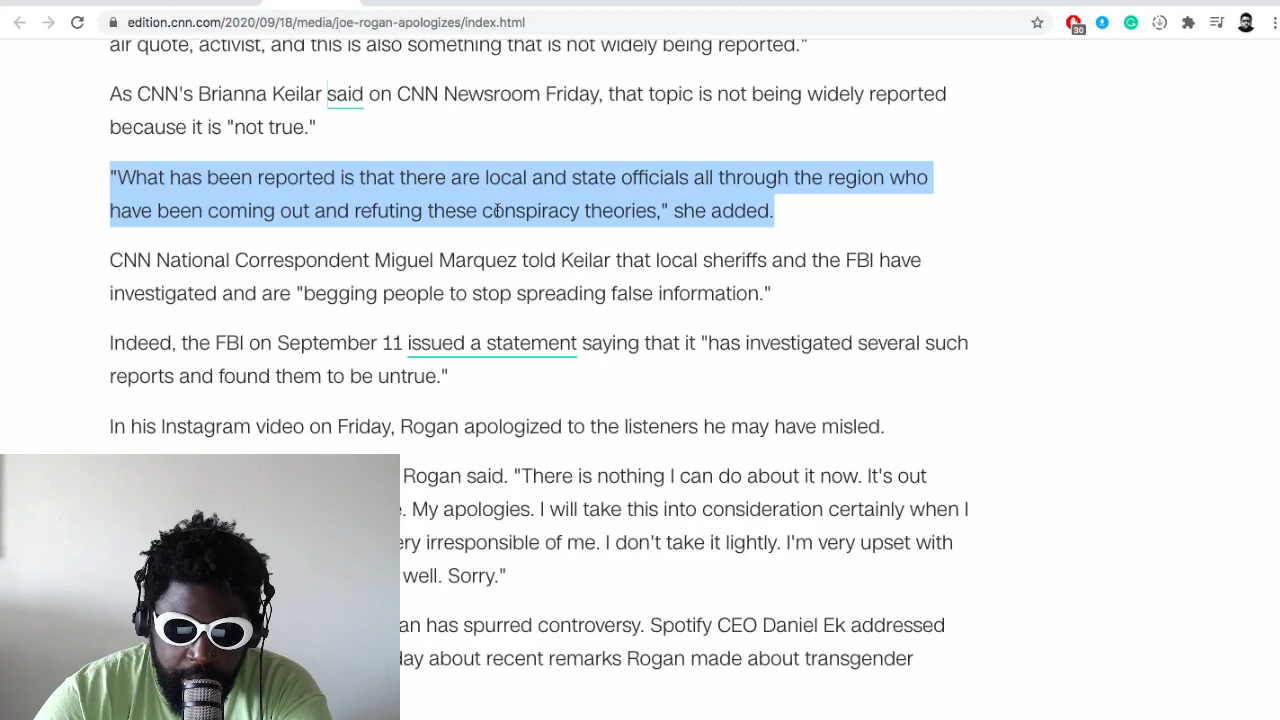 edition.cnn.com/2020/09/18/media/joe-rogan-apologizes/index.html
30
air quote, activist, and this is also something that is not widely being reported."
As CNN's Brianna Keilar said on CNN Newsroom Friday, that topic is not being widely reported
because it is "not true."
"What has been reported is that there are local and state officials all through the region who
have been coming out and refuting these conspiracy theories," she added.
CNN National Correspondent Miguel Marquez told Keilar that local sheriffs and the FBI have
investigated and are "begging people to stop spreading false information."
Indeed, the FBI on September 11 issued a statement saying that it "has investigated several such
reports and found them to be untrue."
In his Instagram video on Friday, Rogan apologized to the listeners he may have misled.
Rogan said. "There is nothing I can do about it now. It's out
. My apologies. I will take this into consideration certainly when I
ery irresponsible of me. I don't take it lightly. I'm very upset with
well. Sorry."
an has spurred controversy. Spotify CEO Daniel Ek addressed
day about recent remarks Rogan made about transgender